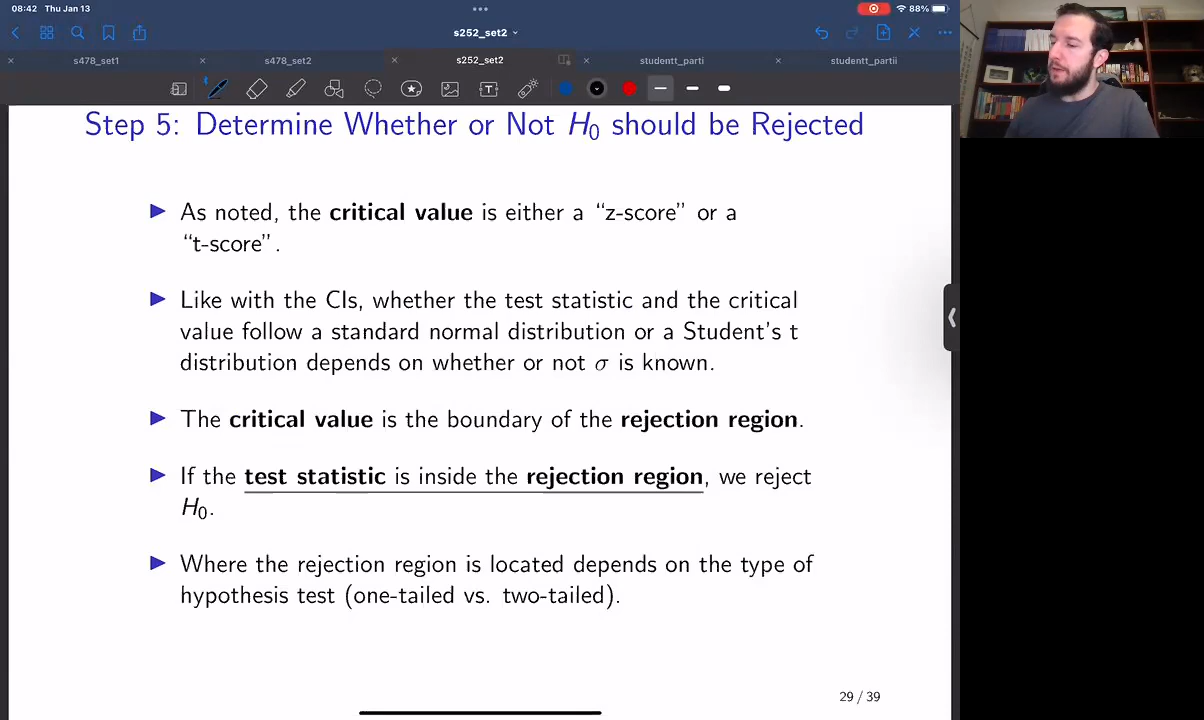 08:42 Thu Jan 13
88%
s252_set2
s478_set1
s478_set2
s252_set2
studentt_parti
studentt_partii
Step 5: Determine Whether or Not H₀ should be Rejected
As noted, the critical value is either a “z-score” or a
“t-score”.
Like with the CIs, whether the test statistic and the critical
value follow a standard normal distribution or a Student's t
distribution depends on whether or not σ is known.
The critical value is the boundary of the rejection region.
If the test statistic is inside the rejection region, we reject
H₀.
Where the rejection region is located depends on the type of
hypothesis test (one-tailed vs. two-tailed).
29 / 39